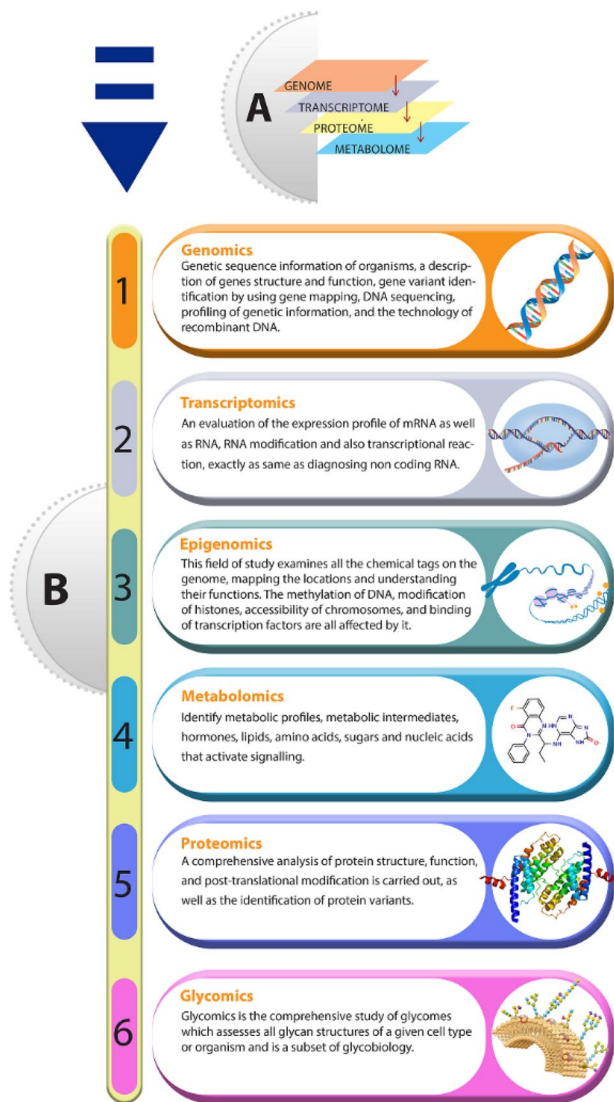 A
GENOME
TRANSCRIPTOME
PROTEOME
METABOLOME
B
1
Genomics
Genetic sequence information of organisms, a descrip-
tion of genes structure and function, gene variant iden-
tification by using gene mapping, DNA sequencing,
profiling of genetic information, and the technology of
recombinant DNA.
2
Transcriptomics
An evaluation of the expression profile of mRNA as well
as RNA, RNA modification and also transcriptional reac-
tion, exactly as same as diagnosing non coding RNA.
3
Epigenomics
This field of study examines all the chemical tags on the
genome, mapping the locations and understanding
their functions. The methylation of DNA, modification
of histones, accessibility of chromosomes, and binding
of transcription factors are all affected by it.
4
Metabolomics
Identify metabolic profiles, metabolic intermediates,
hormones, lipids, amino acids, sugars and nucleic acids
that activate signalling.
5
Proteomics
A comprehensive analysis of protein structure, function,
and post-translational modification is carried out, as
well as the identification of protein variants.
6
Glycomics
Glycomics is the comprehensive study of glycomes
which assesses all glycan structures of a given cell type
or organism and is a subset of glycobiology.